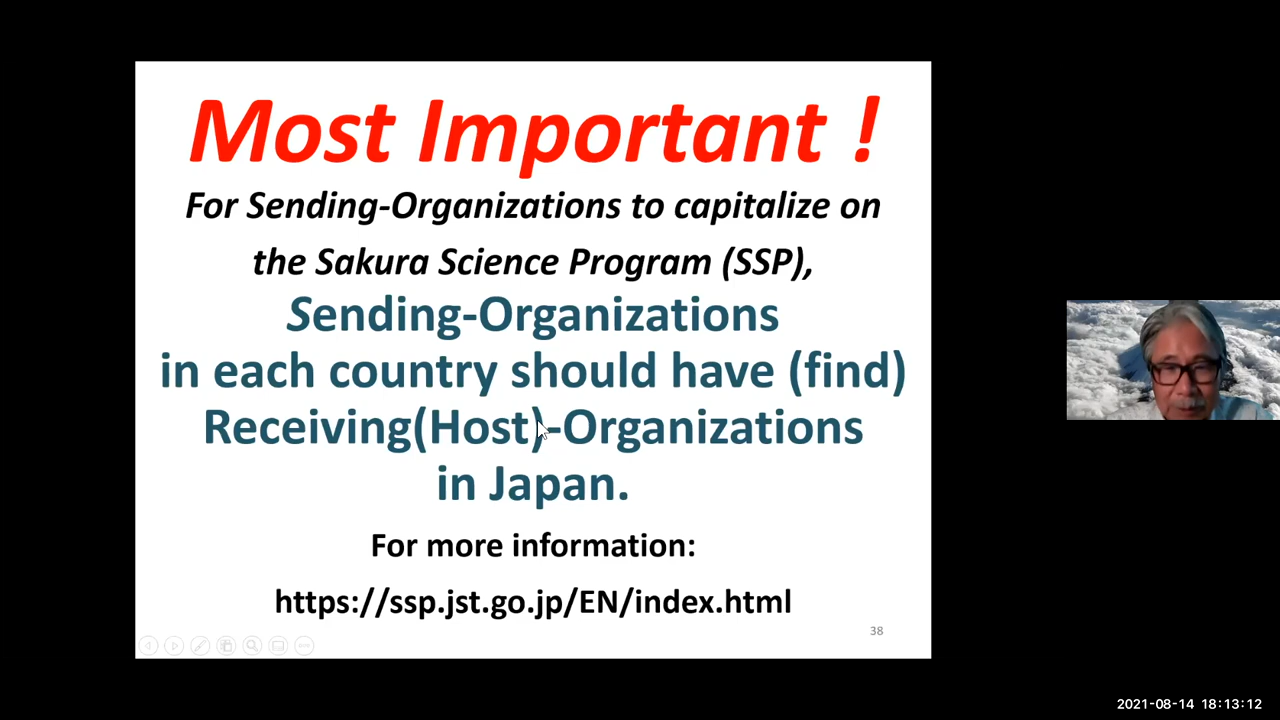 Most Important !
For Sending-Organizations to capitalize on
the Sakura Science Program (SSP),
Sending-Organizations
in each country should have (find)
Receiving(Host)-Organizations
in Japan.
For more information:
https://ssp.jst.go.jp/EN/index.html
38
2021-08-14 18:13:12